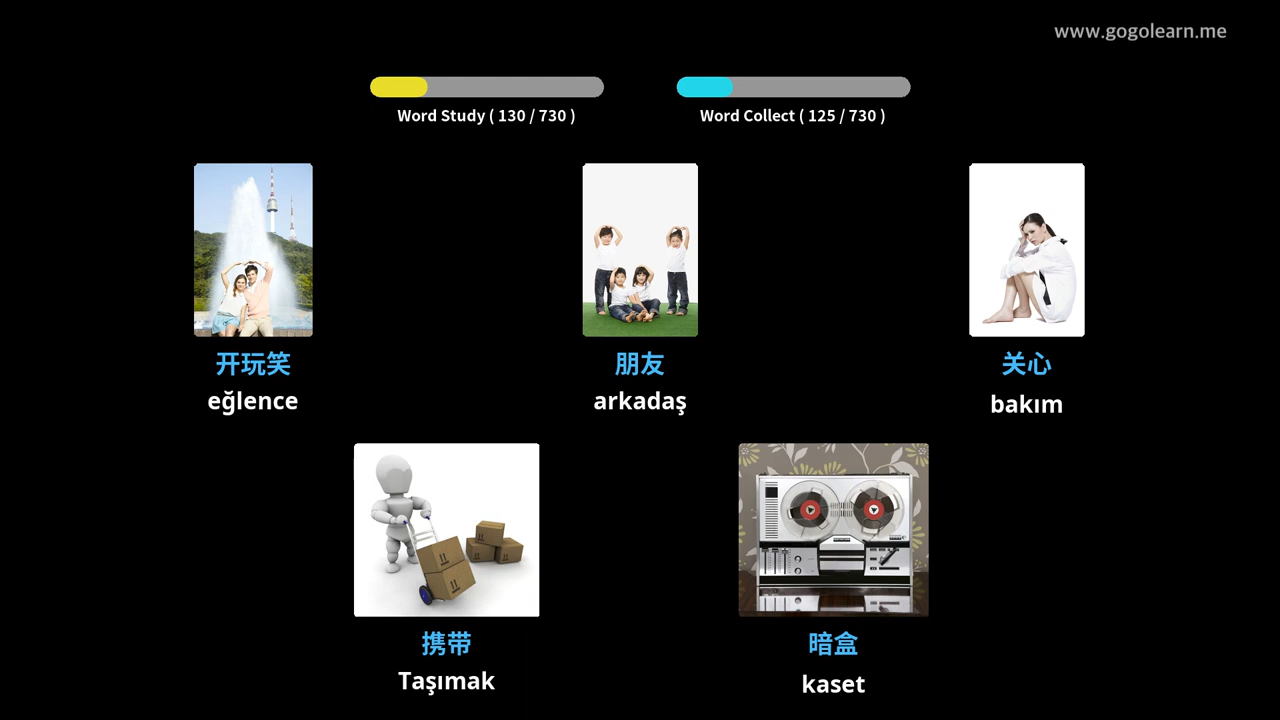 www.gogolearn.me
Word Study ( 130 / 730 )
Word Collect ( 125 / 730 )
开玩笑
eğlence
朋友
arkadaş
关心
bakım
携带
Taşımak
暗盒
kaset